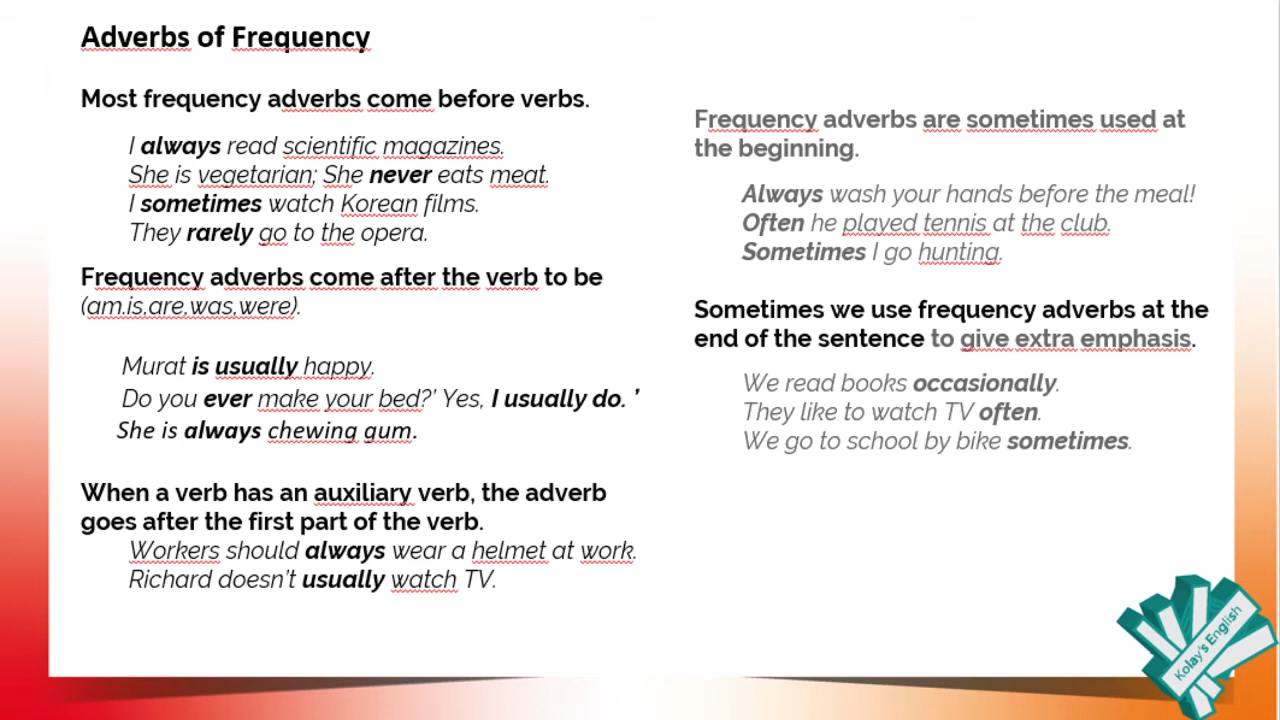 Adverbs of Frequency
Most frequency adverbs come before verbs.
I always read scientific magazines.
She is vegetarian; She never eats meat.
I sometimes watch Korean films.
They rarely go to the opera.
Frequency adverbs come after the verb to be
(am.is,are,was,were).
Murat is usually happy.
Do you ever make your bed?’ Yes, I usually do. ’
She is always chewing gum.
When a verb has an auxiliary verb, the adverb
goes after the first part of the verb.
Workers should always wear a helmet at work.
Richard doesn’t usually watch TV.
Frequency adverbs are sometimes used at
the beginning.
Always wash your hands before the meal!
Often he played tennis at the club.
Sometimes I go hunting.
Sometimes we use frequency adverbs at the
end of the sentence to give extra emphasis.
We read books occasionally.
They like to watch TV often.
We go to school by bike sometimes.
Kolay's English